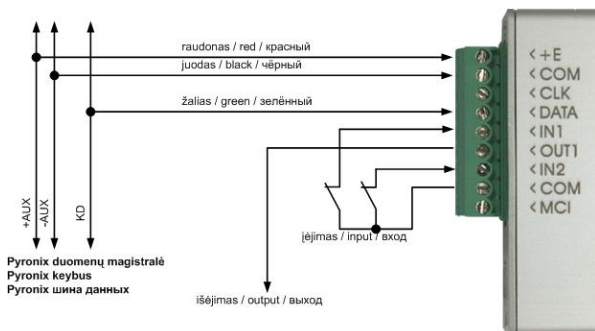 raudonas / red / красный
juodas / black / чёрный
žalias / green / зелённый
< +E
< COM
< CLK
< DATA
< IN1
< OUT1
< IN2
< COM
< MCI
+AUX
-AUX
KD
įėjimas / input / вход
Pyronix duomenų magistralė
Pyronix keybus
Pyronix шина данных
išėjimas / output / выход